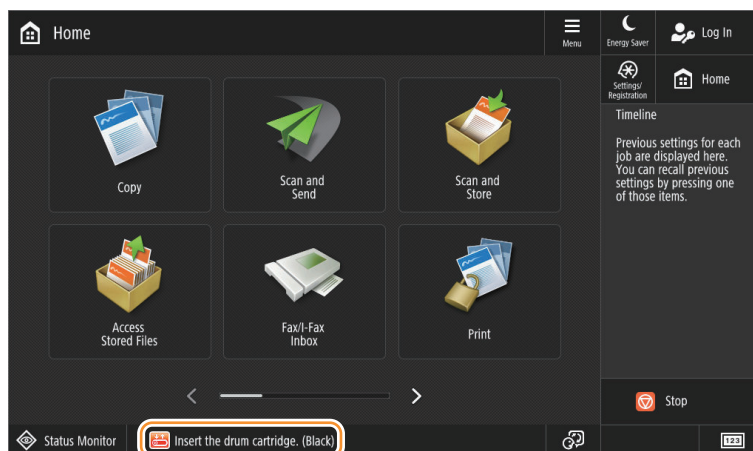 Home
Menu
Energy Saver
Log In
Settings/
Registration
Home
Copy
Scan and
Send
Scan and
Store
Access
Stored Files
Fax/I-Fax
Inbox
Print
Timeline
Previous settings for each
job are displayed here.
You can recall previous
settings by pressing one
of those items.
Stop
Status Monitor
Insert the drum cartridge. (Black)
123